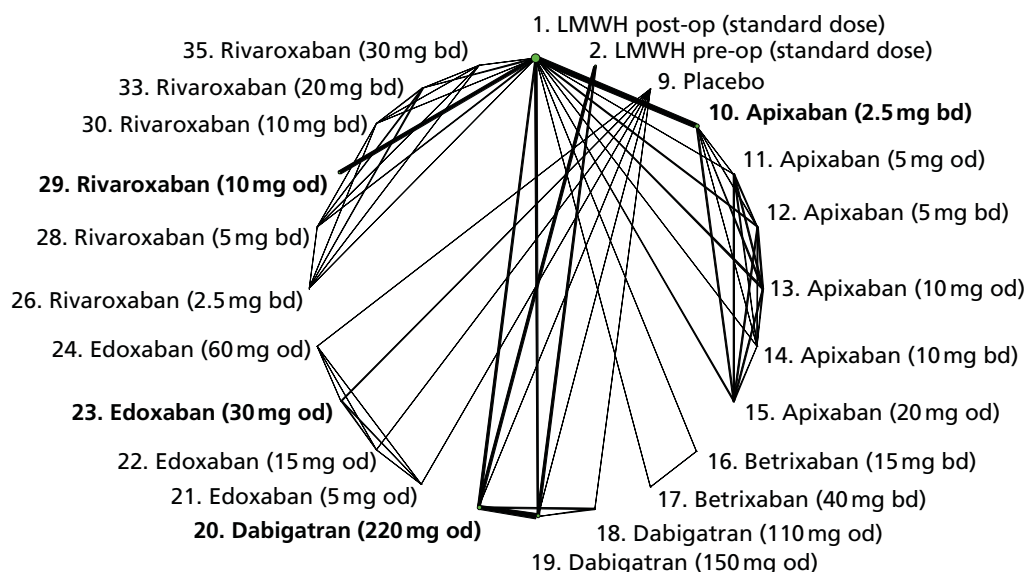 1. LMWH post-op (standard dose)
2. LMWH pre-op (standard dose)
9. Placebo
10. Apixaban (2.5 mg bd)
11. Apixaban (5 mg od)
12. Apixaban (5 mg bd)
13. Apixaban (10 mg od)
14. Apixaban (10 mg bd)
15. Apixaban (20 mg od)
16. Betrixaban (15 mg bd)
17. Betrixaban (40 mg bd)
18. Dabigatran (110 mg od)
19. Dabigatran (150 mg od)
20. Dabigatran (220 mg od)
21. Edoxaban (5 mg od)
22. Edoxaban (15 mg od)
23. Edoxaban (30 mg od)
24. Edoxaban (60 mg od)
26. Rivaroxaban (2.5 mg bd)
28. Rivaroxaban (5 mg bd)
29. Rivaroxaban (10 mg od)
30. Rivaroxaban (10 mg bd)
33. Rivaroxaban (20 mg bd)
35. Rivaroxaban (30 mg bd)